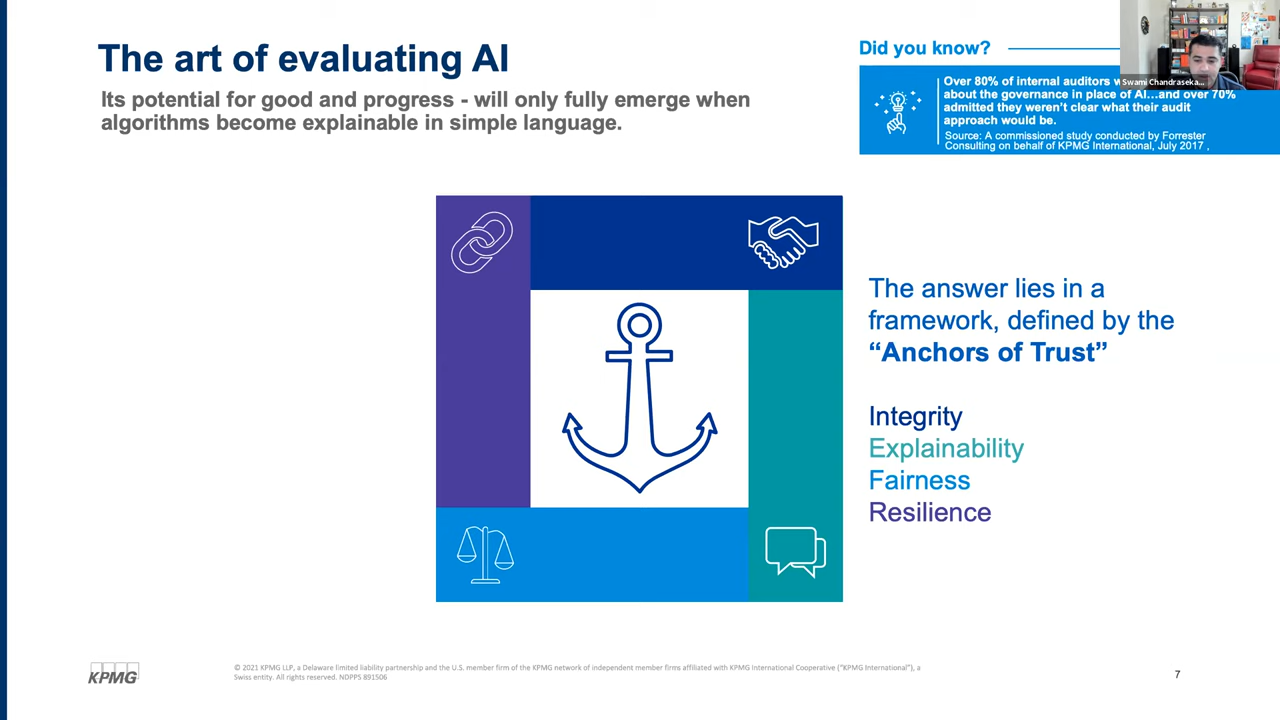 The art of evaluating AI
Its potential for good and progress - will only fully emerge when
algorithms become explainable in simple language.
Did you know?
Over 80% of internal auditors
about the governance in place of AI…and over 70%
admitted they weren't clear what their audit
approach would be.
Source: A commissioned study conducted by Forrester
Consulting on behalf of KPMG International, July 2017 ,
Swami Chandraseka...
The answer lies in a
framework, defined by the
“Anchors of Trust”
Integrity
Explainability
Fairness
Resilience
KPMG
© 2021 KPMG LLP, a Delaware limited liability partnership and the U.S. member firm of the KPMG network of independent member firms affiliated with KPMG International Cooperative (“KPMG International”), a
Swiss entity. All rights reserved. NDPPS 891506
7